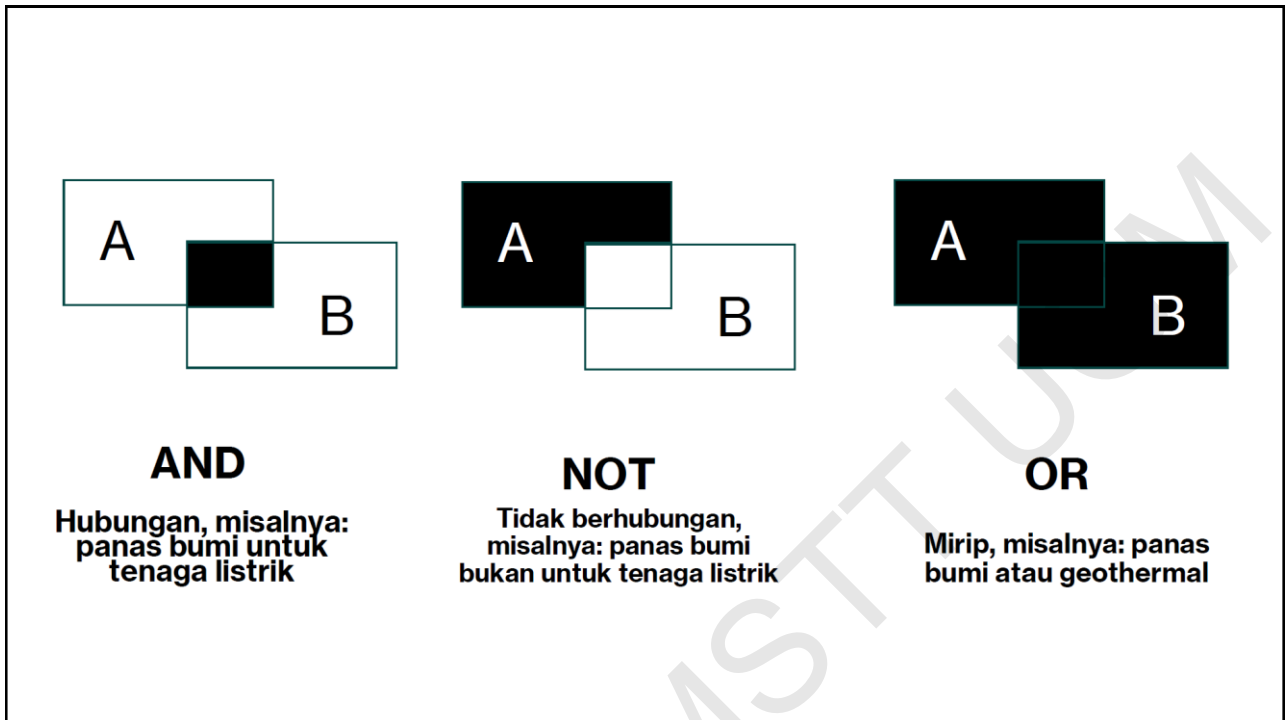 A
B
A
B
A
B
AND
Hubungan, misalnya:
panas bumi untuk
tenaga listrik
NOT
Tidak berhubungan,
misalnya: panas bumi
bukan untuk tenaga listrik
OR
Mirip, misalnya: panas
bumi atau geothermal